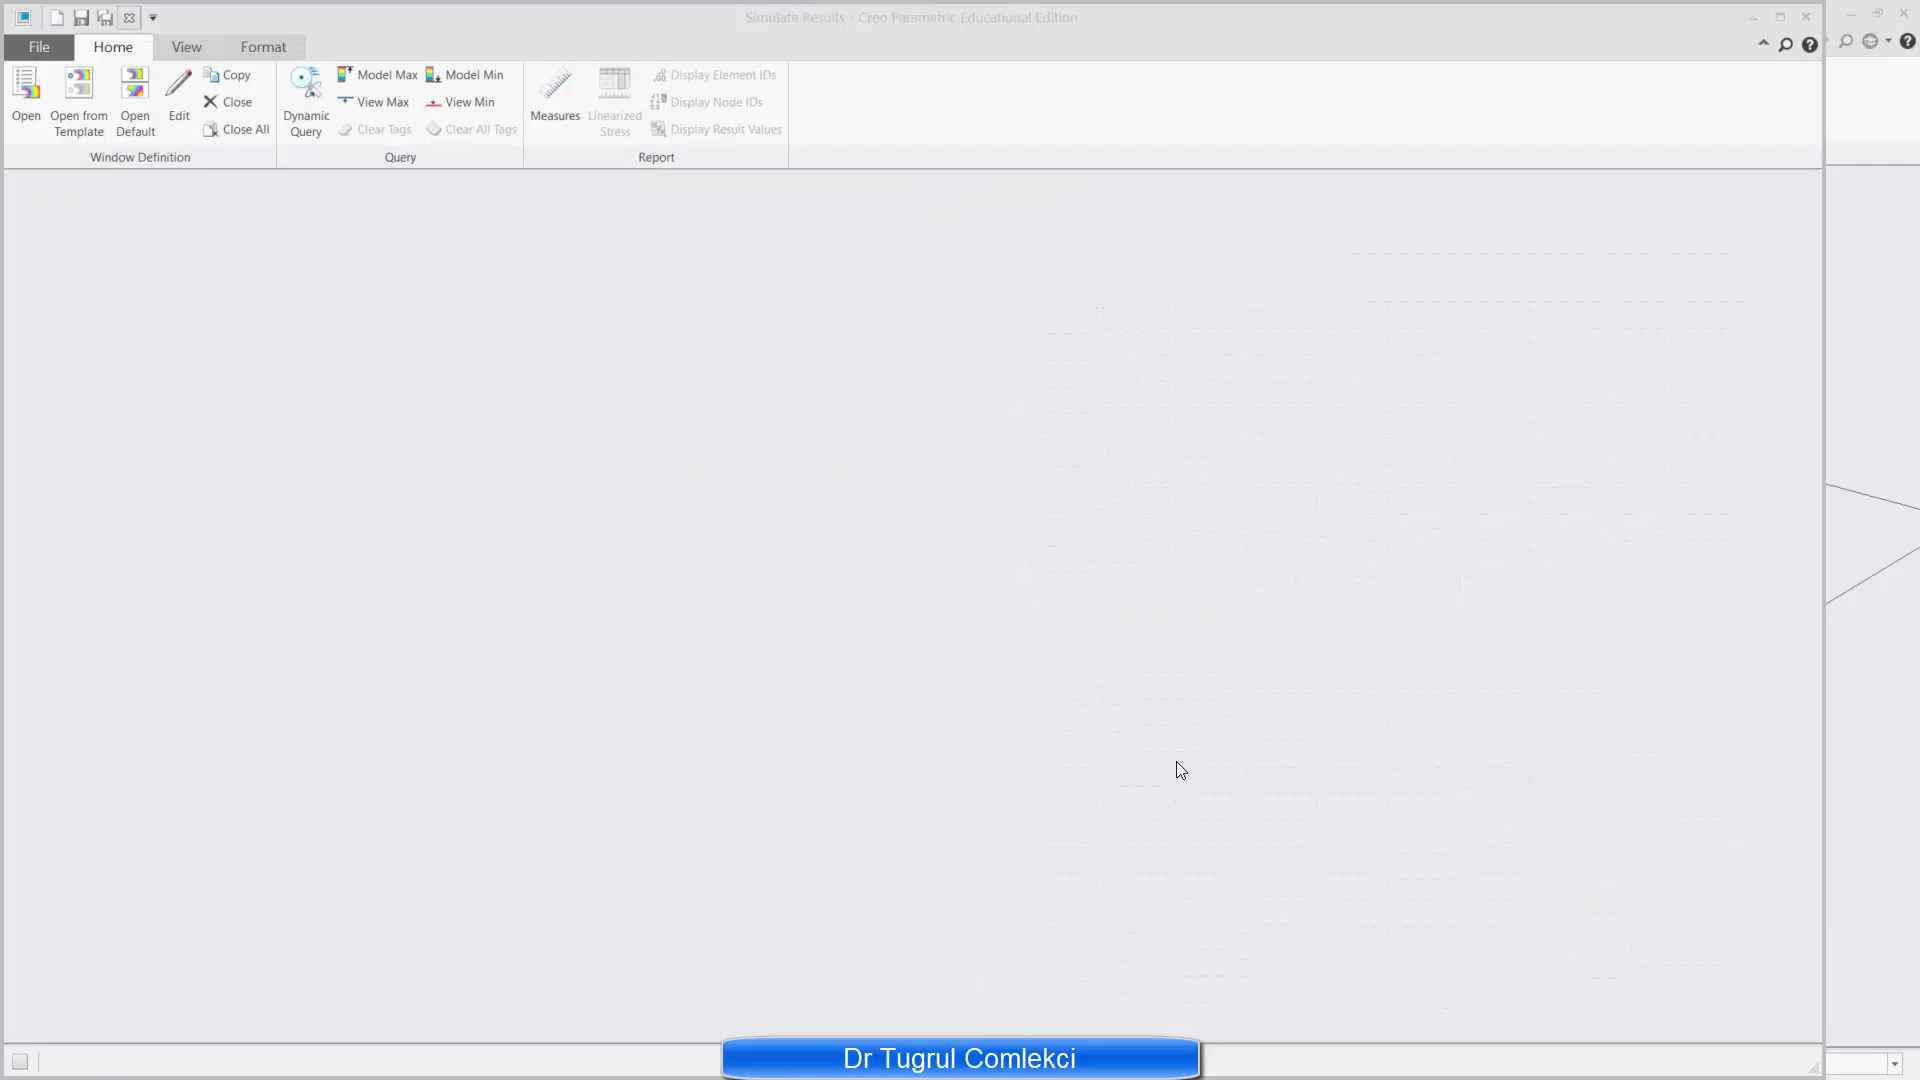 Simulate Results - Creo Parametric Educational Edition
File Home View Format
Open
Open from Template
Open Default
Edit
Copy
Close
Close All
Window Definition
Dynamic Query
Model Max
Model Min
View Max
View Min
Clear Tags
Clear All Tags
Query
Measures
Linearized Stress
Display Element IDs
Display Node IDs
Display Result Values
Report
Dr Tugrul Comlekci